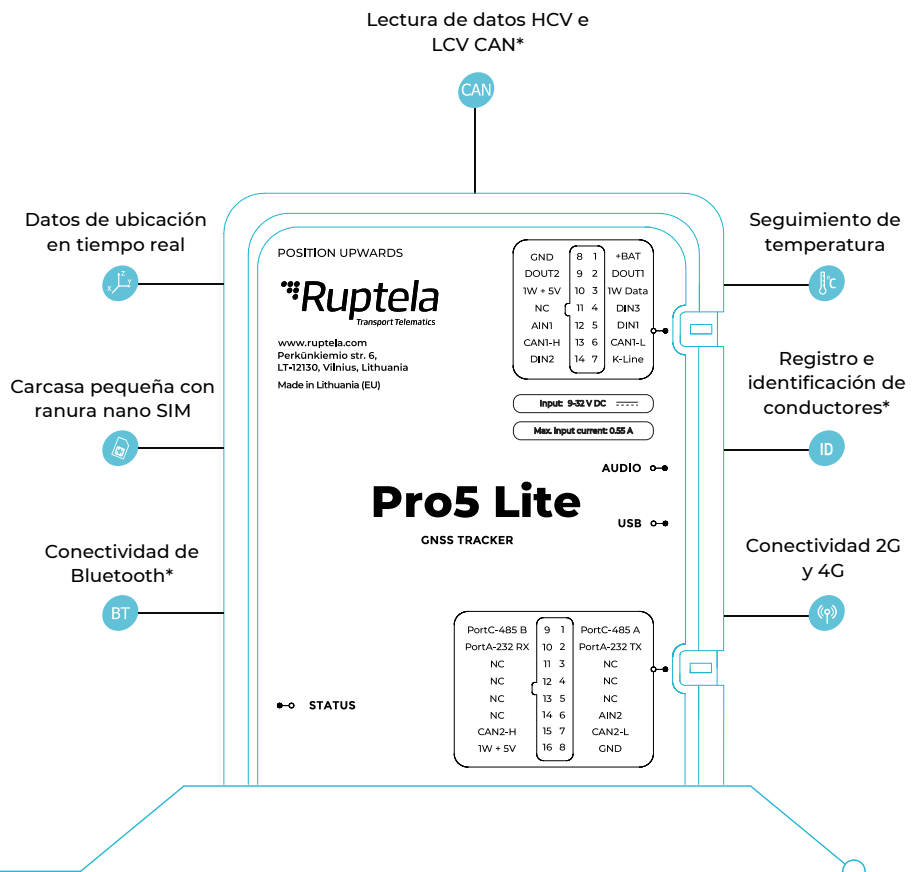 Lectura de datos HCV e
LCV CAN*
CAN
Datos de ubicación
en tiempo real
x z y
Carcasa pequeña con
ranura nano SIM
Conectividad de
Bluetooth*
BT
POSITION UPWARDS
Ruptela
Transport Telematics
www.ruptela.com
Perkūnkiemio str. 6,
LT-12130, Vilnius, Lithuania
Made in Lithuania (EU)
GND 8 1 +BAT
DOUT2 9 2 DOUT1
1W + 5V 10 3 1W Data
NC 11 4 DIN3
AIN1 12 5 DIN1
CAN1-H 13 6 CAN1-L
DIN2 14 7 K-Line
Input: 9-32 V DC
Max. input current: 0.55 A
AUDIO
USB
Pro5 Lite
GNSS TRACKER
STATUS
PortC-485 B 9 1 PortC-485 A
PortA-232 RX 10 2 PortA-232 TX
NC 11 3 NC
NC 12 4 NC
NC 13 5 NC
NC 14 6 AIN2
CAN2-H 15 7 CAN2-L
1W + 5V 16 8 GND
Seguimiento de
temperatura
°C
Registro e
identificación de
conductores*
ID
Conectividad 2G
y 4G